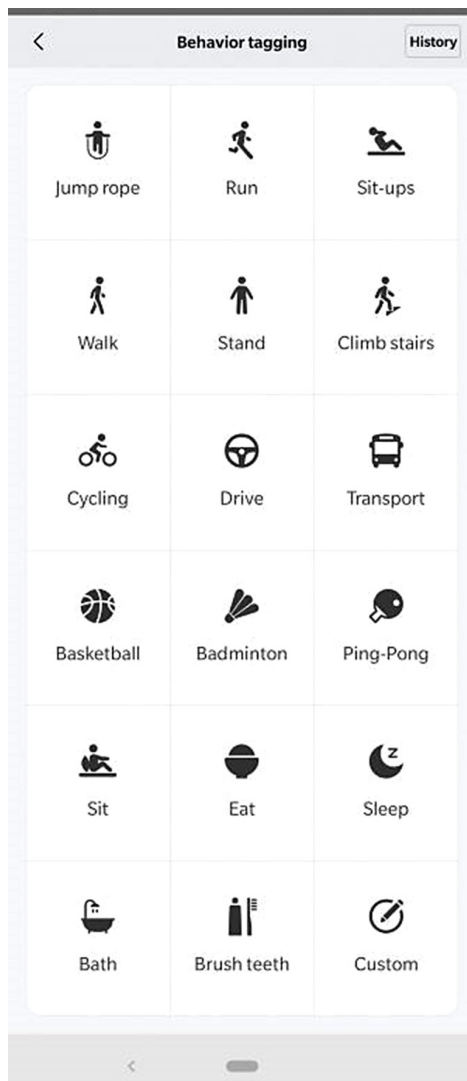 Behavior tagging
History
Jump rope
Run
Sit-ups
Walk
Stand
Climb stairs
Cycling
Drive
Transport
Basketball
Badminton
Ping-Pong
Sit
Eat
Sleep
Bath
Brush teeth
Custom